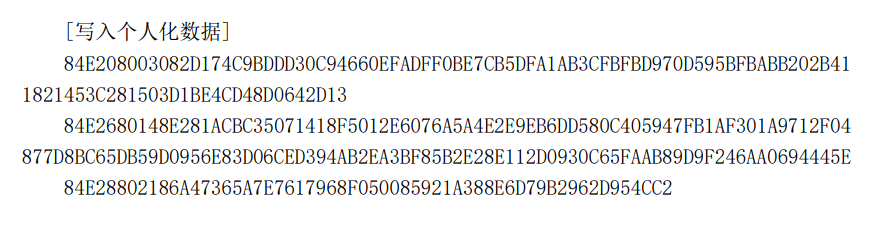 [写入个人化数据]
84E208003082D174C9BDDD30C94660EFADFF0BE7CB5DFA1AB3CFBFBD970D595BFBABB202B41
1821453C281503D1BE4CD48D0642D13
84E2680148E281ACBC35071418F5012E6076A5A4E2E9EB6DD580C405947FB1AF301A9712F04
877D8BC65DB59D0956E83D06CED394AB2EA3BF85B2E28E112D0930C65FAAB89D9F246AA0694445E
84E28802186A47365A7E7617968F050085921A388E6D79B2962D954CC2